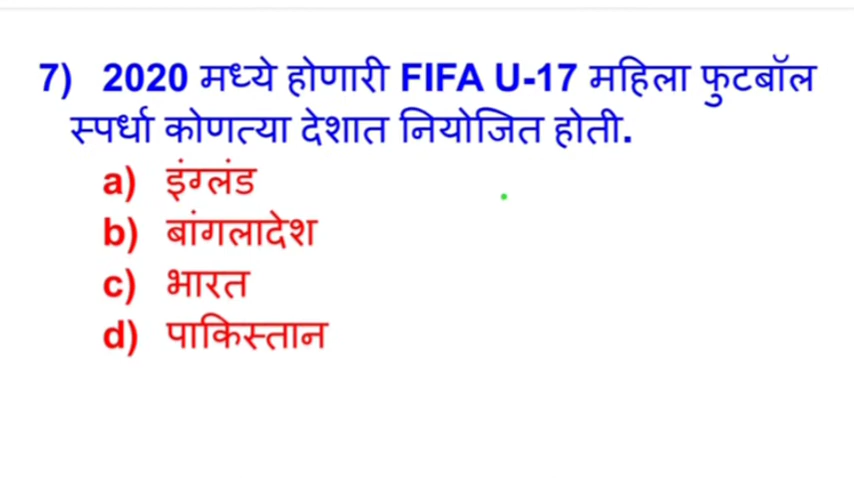 7) 2020 मध्ये होणारी FIFA U-17 महिला फुटबॉल
स्पर्धा कोणत्या देशात नियोजित होती.
a) इंग्लंड
b) बांगलादेश
c) भारत
d) पाकिस्तान